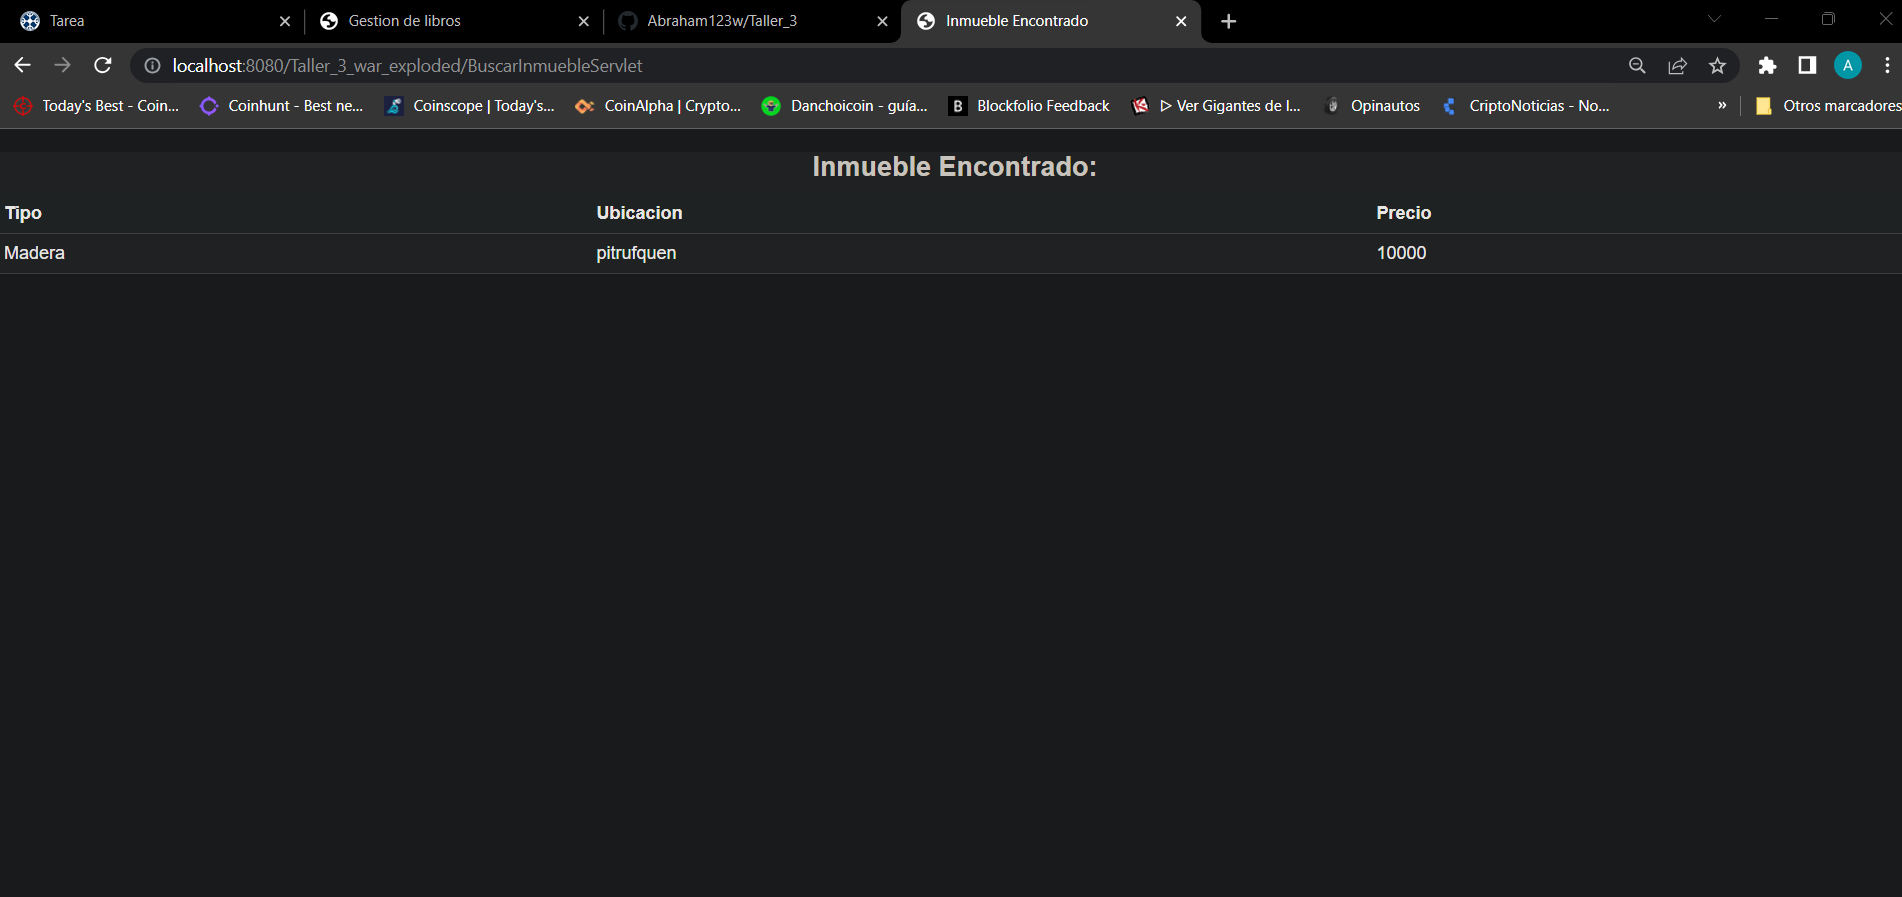 Tarea Gestion de libros Abraham123w/Taller_3 Inmueble Encontrado
localhost:8080/Taller_3_war_exploded/BuscarInmuebleServlet A
Today's Best - Coin... Coinhunt - Best ne... Coinscope | Today's... CoinAlpha | Crypto... Danchoicoin - guía... B Blockfolio Feedback ▷ Ver Gigantes de l... Opinautos CriptoNoticias - No... » Otros marcadores
Inmueble Encontrado:
Tipo Ubicacion Precio
Madera pitrufquen 10000